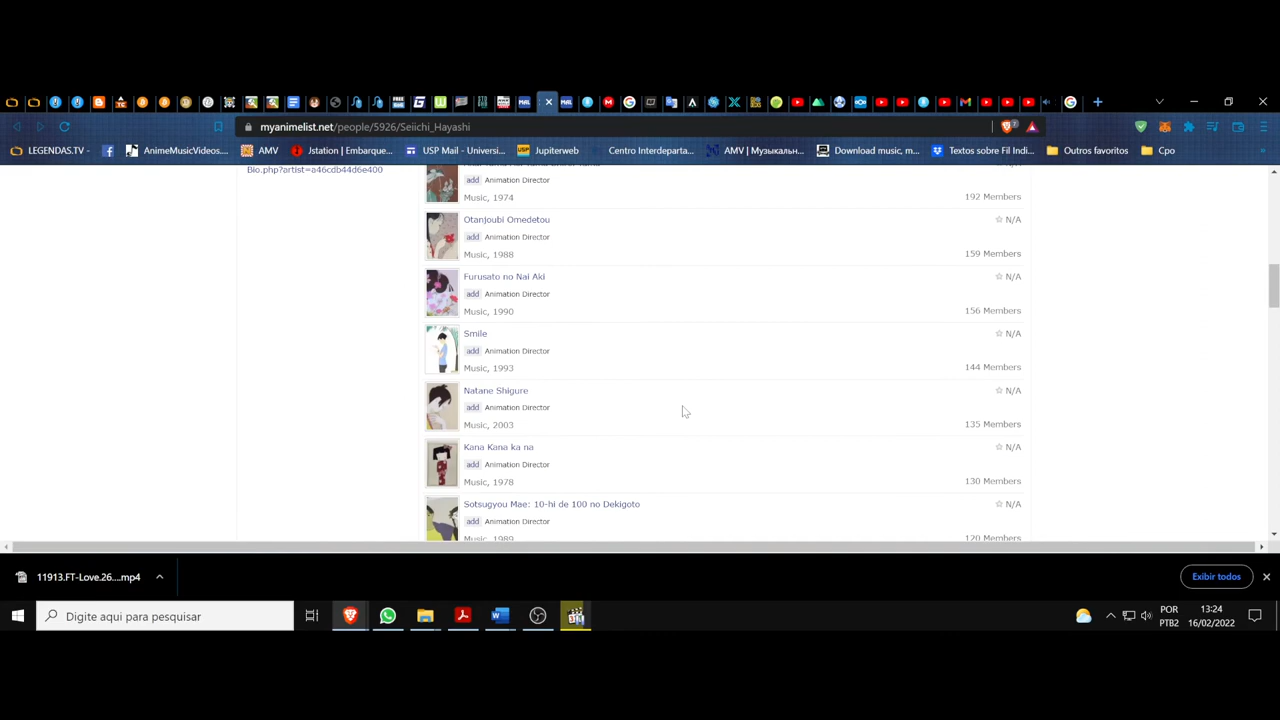 myanimelist.net/people/5926/Seiichi_Hayashi
LEGENDAS.TV - AnimeMusicVideos... AMV Jstation | Embarque... USP Mail - Universi... Jupiterweb Centro Interdeparta... AMV | Музыкальн... Download music, m... Textos sobre Fil Indi... Outros favoritos Cpo
Bio.php?artist=a46cdb44d6e400
add Animation Director
Music, 1974 192 Members
Otanjoubi Omedetou N/A
add Animation Director
Music, 1988 159 Members
Furusato no Nai Aki N/A
add Animation Director
Music, 1990 156 Members
Smile N/A
add Animation Director
Music, 1993 144 Members
Natane Shigure N/A
add Animation Director
Music, 2003 135 Members
Kana Kana ka na N/A
add Animation Director
Music, 1978 130 Members
Sotsugyou Mae: 10-hi de 100 no Dekigoto N/A
add Animation Director
Music, 1989 120 Members
11913.FT-Love.26....mp4 Exibir todos
Digite aqui para pesquisar
POR 13:24
PTB2 16/02/2022